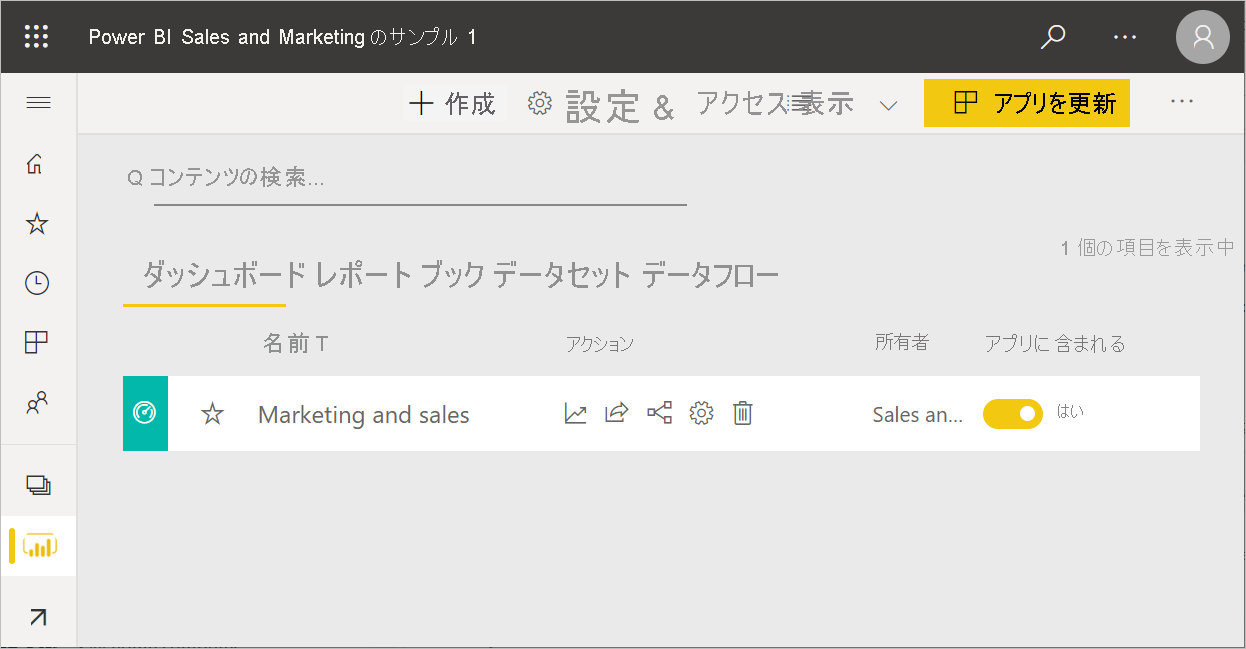 Power BI Sales and Marketing のサンプル 1
作成 設定 & アクセス 表示 アプリを更新
コンテンツの検索...
1 個の項目を表示中
ダッシュボード レポート ブック データセット データフロー
名前 T アクション 所有者 アプリに 含まれる
Marketing and sales Sales an... はい